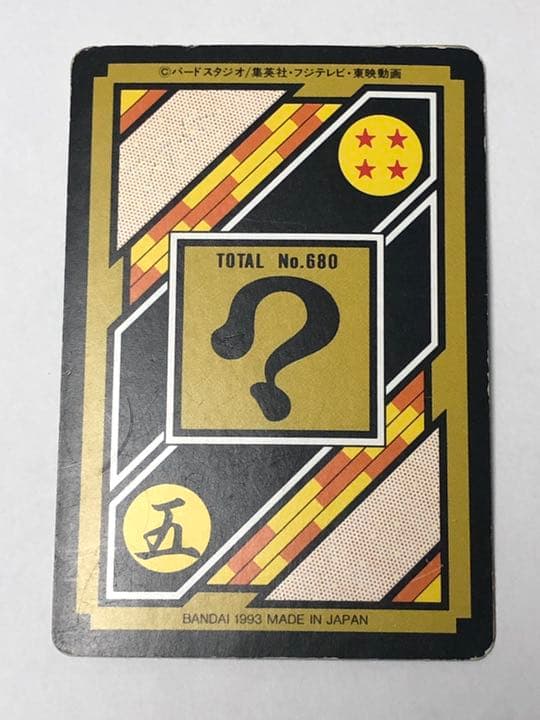 ©バードスタジオ/集英社・フジテレビ・東映動画
TOTAL No.680
?
五
BANDAI 1993 MADE IN JAPAN